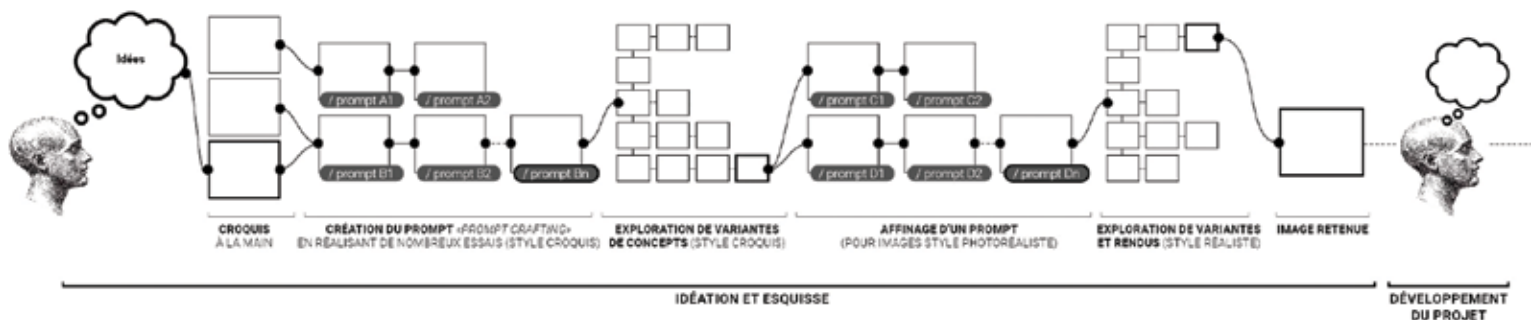 Idées
/ prompt A1
/ prompt A2
/ prompt B1
/ prompt B2
/ prompt Bn
/ prompt C1
/ prompt C2
/ prompt D1
/ prompt D2
/ prompt Dn
CROQUIS
À LA MAIN
CRÉATION DU PROMPT «PROMPT CRAFTING»
EN RÉALISANT DE NOMBREUX ESSAIS (STYLE CROQUIS)
EXPLORATION DE VARIANTES
DE CONCEPTS (STYLE CROQUIS)
AFFINAGE D'UN PROMPT
(POUR IMAGES STYLE PHOTORÉALISTE)
EXPLORATION DE VARIANTES
ET RENDUS (STYLE RÉALISTE)
IMAGE RETENUE
IDÉATION ET ESQUISSE
DÉVELOPPEMENT
DU PROJET